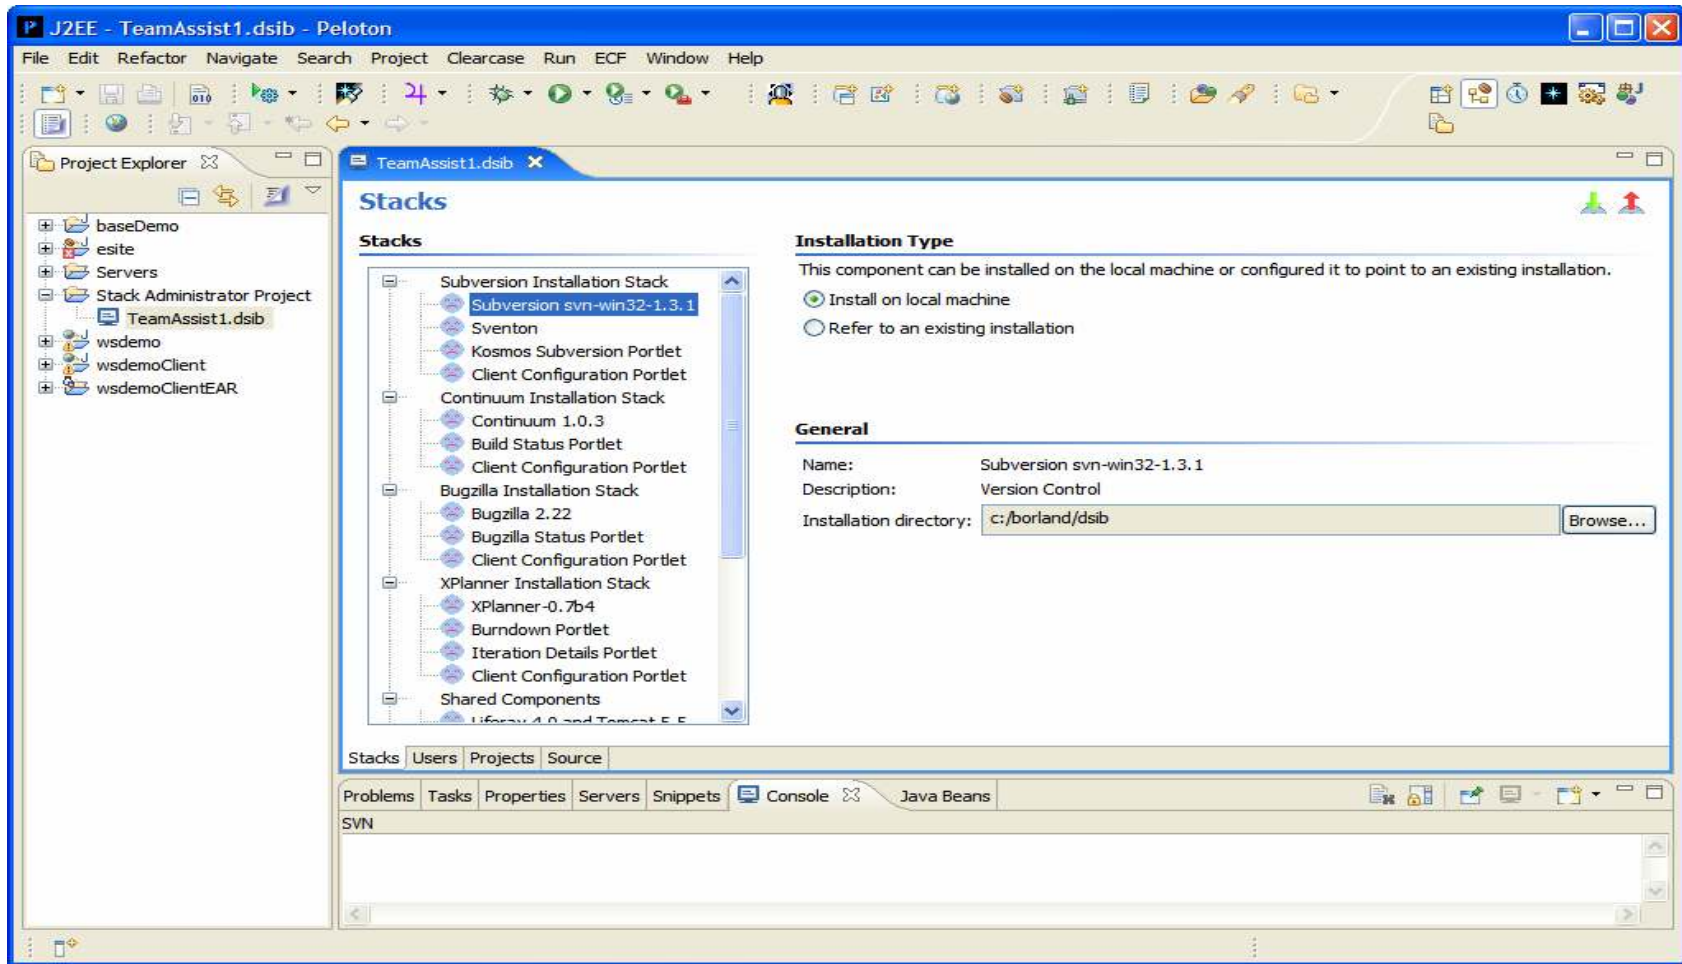 J2EE - TeamAssist1.dsib - Peloton
File Edit Refactor Navigate Search Project Clearcase Run ECF Window Help
Project Explorer
baseDemo
esite
Servers
Stack Administrator Project
TeamAssist1.dsib
wsdemo
wsdemoClient
wsdemoClientEAR
TeamAssist1.dsib
Stacks
Stacks
Subversion Installation Stack
Subversion svn-win32-1.3.1
Sventon
Kosmos Subversion Portlet
Client Configuration Portlet
Continuum Installation Stack
Continuum 1.0.3
Build Status Portlet
Client Configuration Portlet
Bugzilla Installation Stack
Bugzilla 2.22
Bugzilla Status Portlet
Client Configuration Portlet
XPlanner Installation Stack
XPlanner-0.7b4
Burndown Portlet
Iteration Details Portlet
Client Configuration Portlet
Shared Components
Liferay 4.0 and Tomcat 5.5
Installation Type
This component can be installed on the local machine or configured it to point to an existing installation.
Install on local machine
Refer to an existing installation
General
Name: Subversion svn-win32-1.3.1
Description: Version Control
Installation directory: c:/borland/dsib Browse...
Stacks Users Projects Source
Problems Tasks Properties Servers Snippets Console Java Beans
SVN